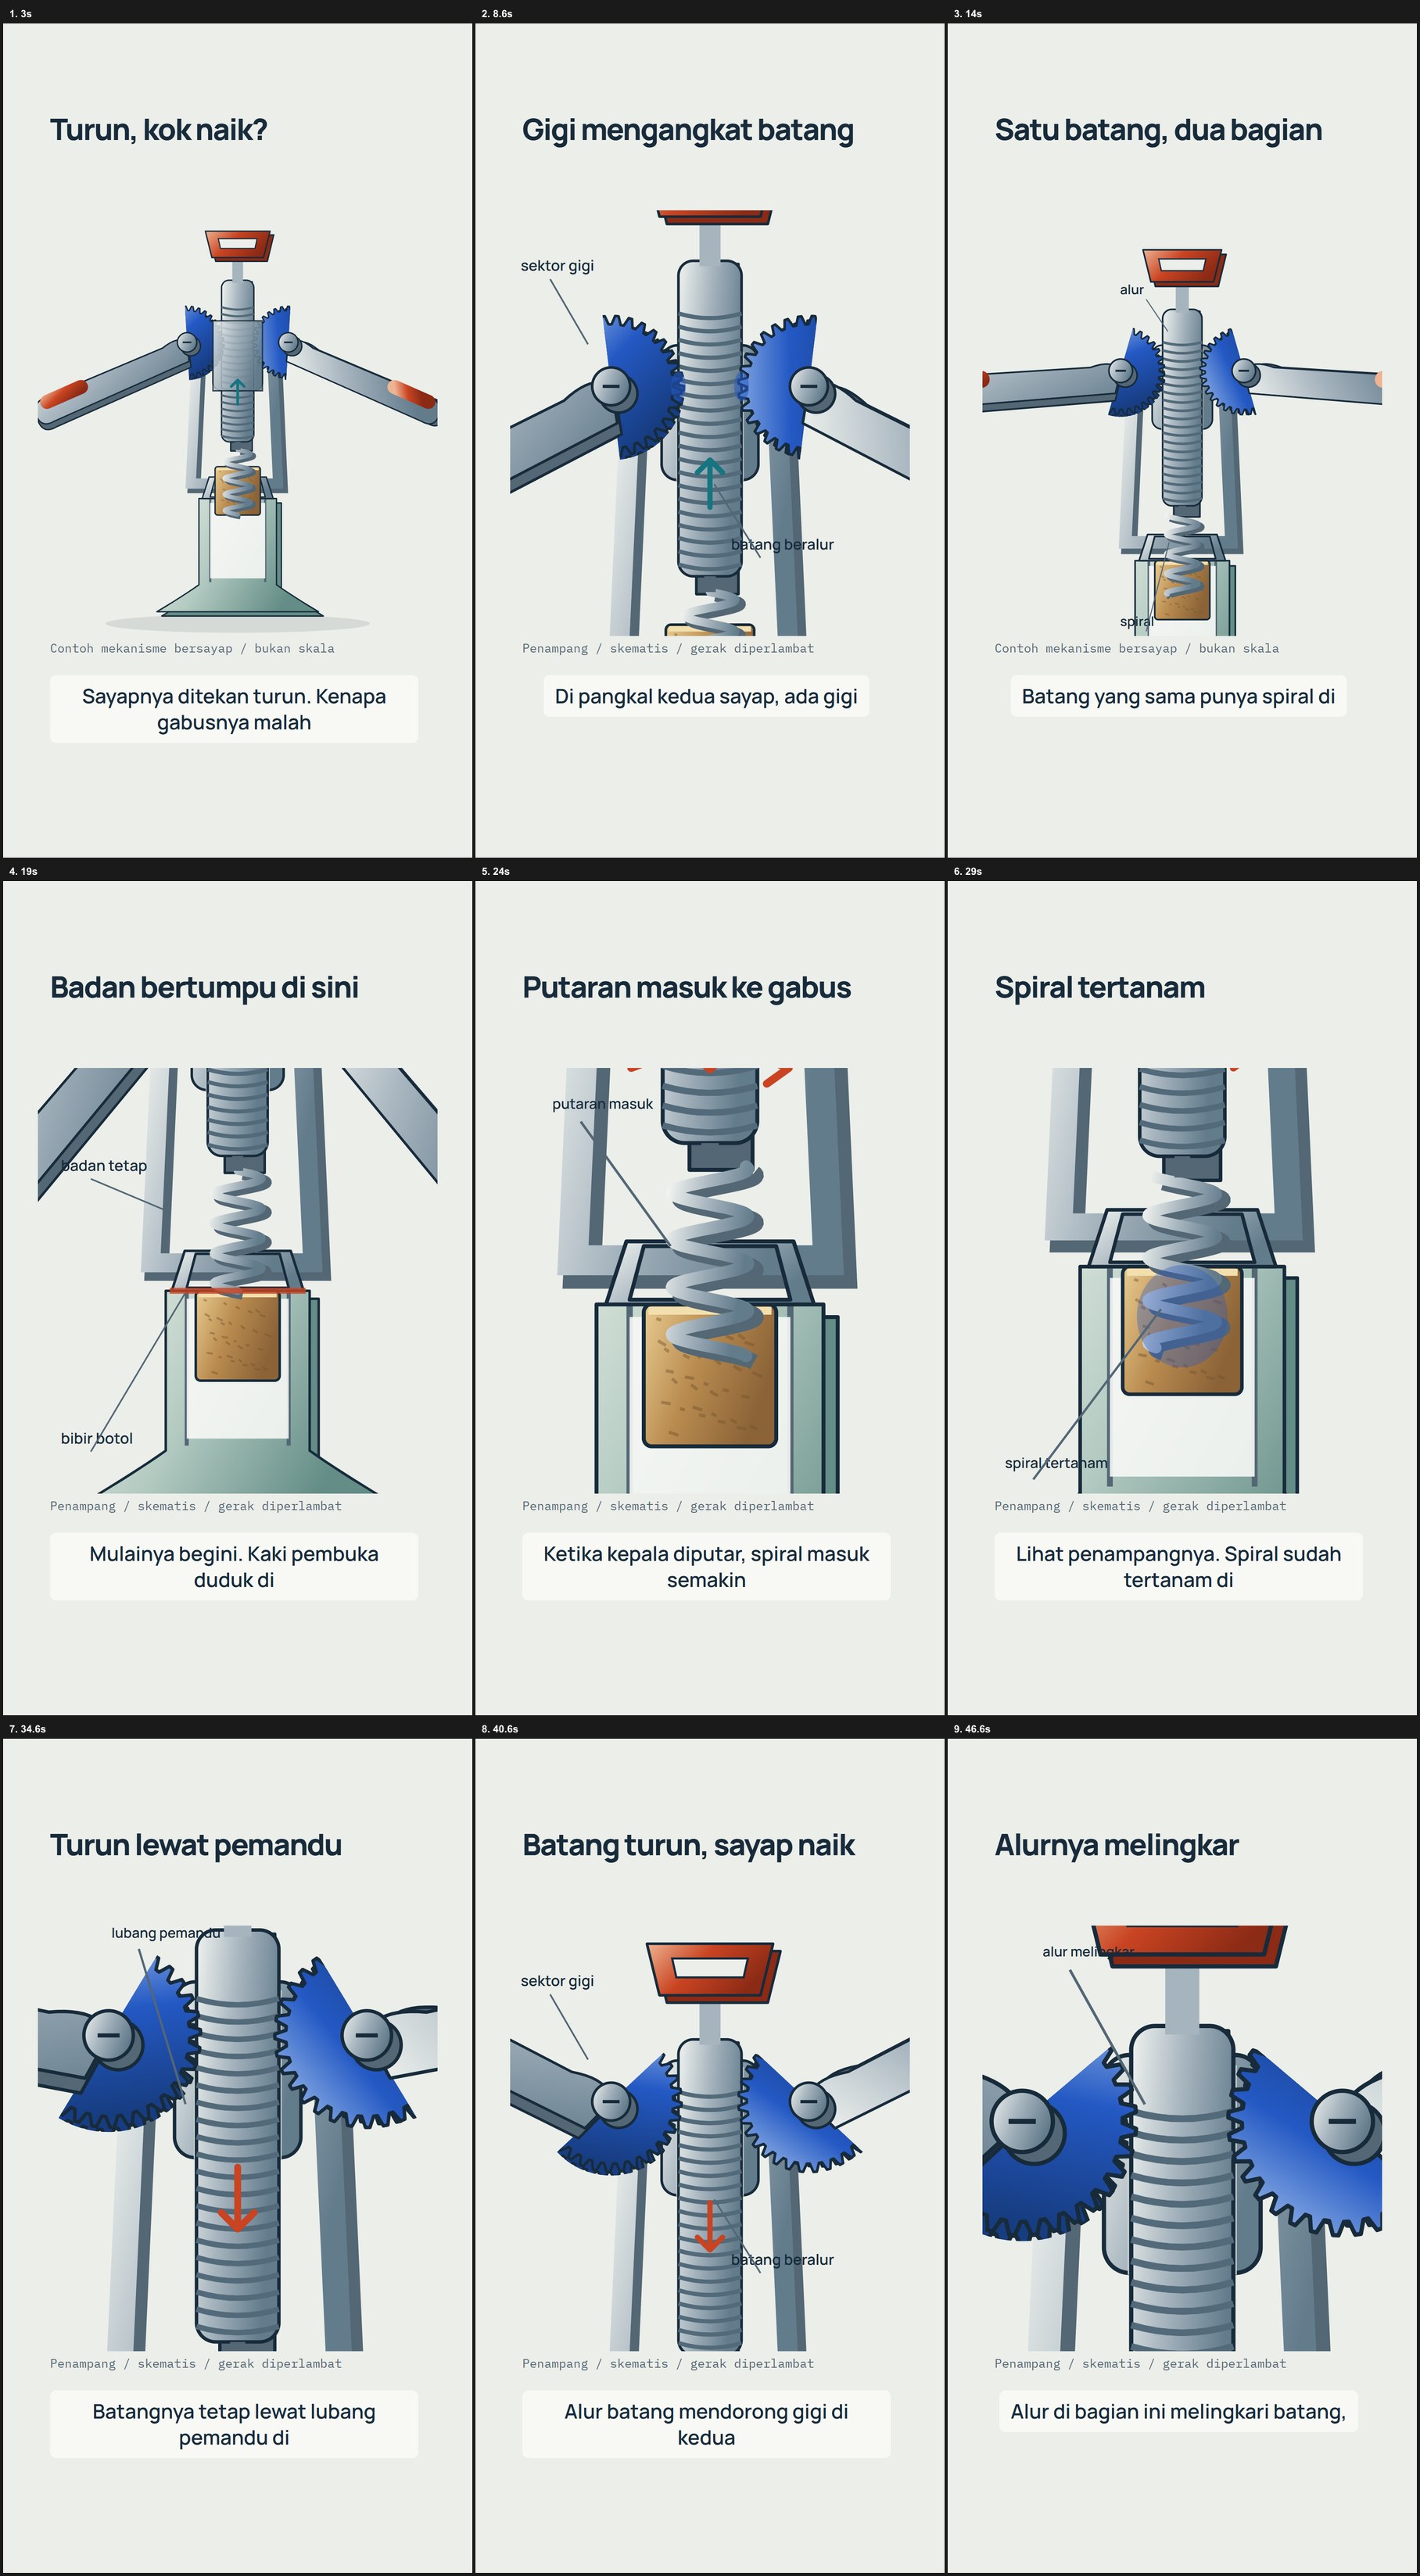 1. 3s
Turun, kok naik?
Contoh mekanisme bersayap / bukan skala
Sayapnya ditekan turun. Kenapa
gabusnya malah
2. 8.6s
Gigi mengangkat batang
sektor gigi
batang beralur
Penampang / skematis / gerak diperlambat
Di pangkal kedua sayap, ada gigi
3. 14s
Satu batang, dua bagian
alur
spiral
Contoh mekanisme bersayap / bukan skala
Batang yang sama punya spiral di
4. 19s
Badan bertumpu di sini
badan tetap
bibir botol
Penampang / skematis / gerak diperlambat
Mulainya begini. Kaki pembuka
duduk di
5. 24s
Putaran masuk ke gabus
putaran masuk
Penampang / skematis / gerak diperlambat
Ketika kepala diputar, spiral masuk
semakin
6. 29s
Spiral tertanam
spiral tertanam
Penampang / skematis / gerak diperlambat
Lihat penampangnya. Spiral sudah
tertanam di
7. 34.6s
Turun lewat pemandu
lubang pemandu
Penampang / skematis / gerak diperlambat
Batangnya tetap lewat lubang
pemandu di
8. 40.6s
Batang turun, sayap naik
sektor gigi
batang beralur
Penampang / skematis / gerak diperlambat
Alur batang mendorong gigi di
kedua
9. 46.6s
Alurnya melingkar
alur melingkar
Penampang / skematis / gerak diperlambat
Alur di bagian ini melingkari batang,